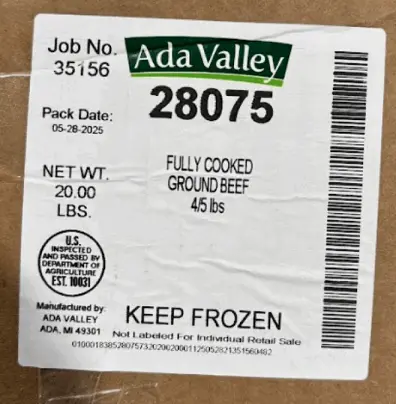 Job No.
35156
Ada Valley
28075
Pack Date:
05-28-2025
FULLY COOKED
GROUND BEEF
4/5 lbs
NET WT.
20.00
LBS.
U.S.
INSPECTED
AND PASSED BY
DEPARTMENT OF
AGRICULTURE
EST. 10031
Manufactured by:
ADA VALLEY
ADA, MI 49301
KEEP FROZEN
Not Labeled For Individual Retail Sale